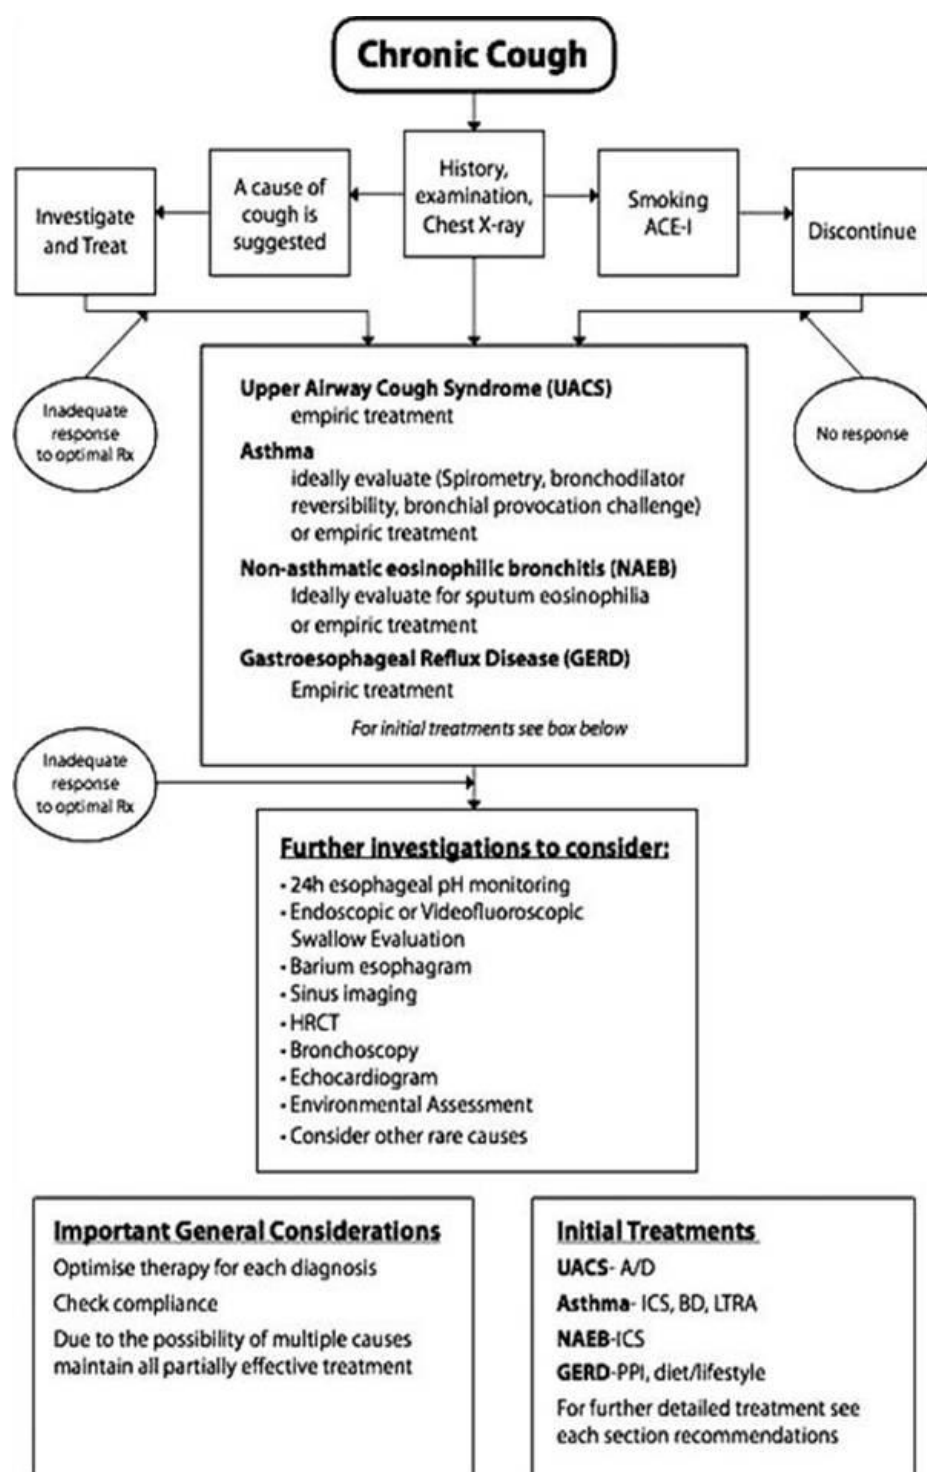 Chronic Cough
History,
examination,
Chest X-ray
A cause of
cough is
suggested
Investigate
and Treat
Smoking
ACE-I
Discontinue
Inadequate
response
to optimal Rx
No response
Upper Airway Cough Syndrome (UACS)
empiric treatment
Asthma
ideally evaluate (Spirometry, bronchodilator
reversibility, bronchial provocation challenge)
or empiric treatment
Non-asthmatic eosinophilic bronchitis (NAEB)
Ideally evaluate for sputum eosinophilia
or empiric treatment
Gastroesophageal Reflux Disease (GERD)
Empiric treatment
For initial treatments see box below
Inadequate
response
to optimal Rx
Further investigations to consider:
• 24h esophageal pH monitoring
• Endoscopic or Videofluoroscopic
Swallow Evaluation
• Barium esophagram
• Sinus imaging
• HRCT
• Bronchoscopy
• Echocardiogram
• Environmental Assessment
• Consider other rare causes
Important General Considerations
Optimise therapy for each diagnosis
Check compliance
Due to the possibility of multiple causes
maintain all partially effective treatment
Initial Treatments
UACS- A/D
Asthma- ICS, BD, LTRA
NAEB-ICS
GERD-PPI, diet/lifestyle
For further detailed treatment see
each section recommendations